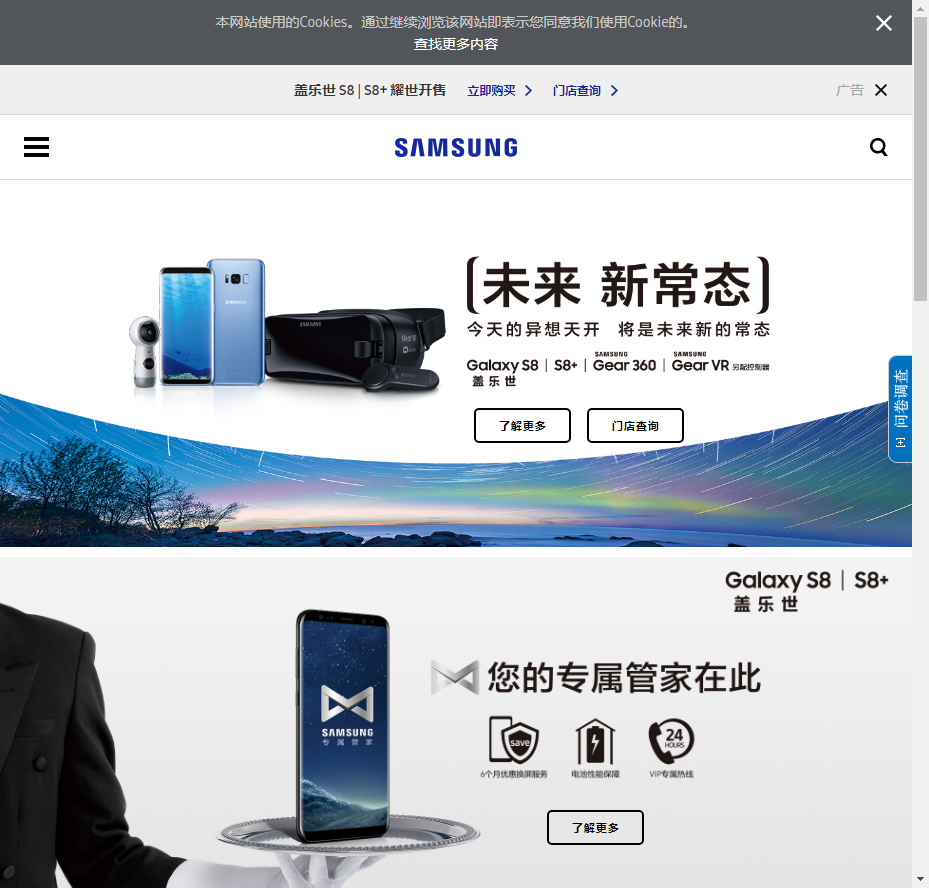 本网站使用的Cookies。通过继续浏览该网站即表示您同意我们使用Cookie的。
查找更多内容
盖乐世 S8 | S8+ 耀世开售 立即购买 门店查询 广告
SAMSUNG
SAMSUNG
SAMSUNG
Gear VR
[未来 新常态]
今天的异想天开 将是未来新的常态
Galaxy S8 | S8+ | SAMSUNG Gear 360 | SAMSUNG Gear VR 另配控制器
盖乐世
了解更多 门店查询
问卷调查
Galaxy S8 | S8+
盖乐世
您的专属管家在此
SAMSUNG
专属管家
save
24
HOURS
6个月优惠换屏服务 电池性能保障 VIP专属热线
了解更多